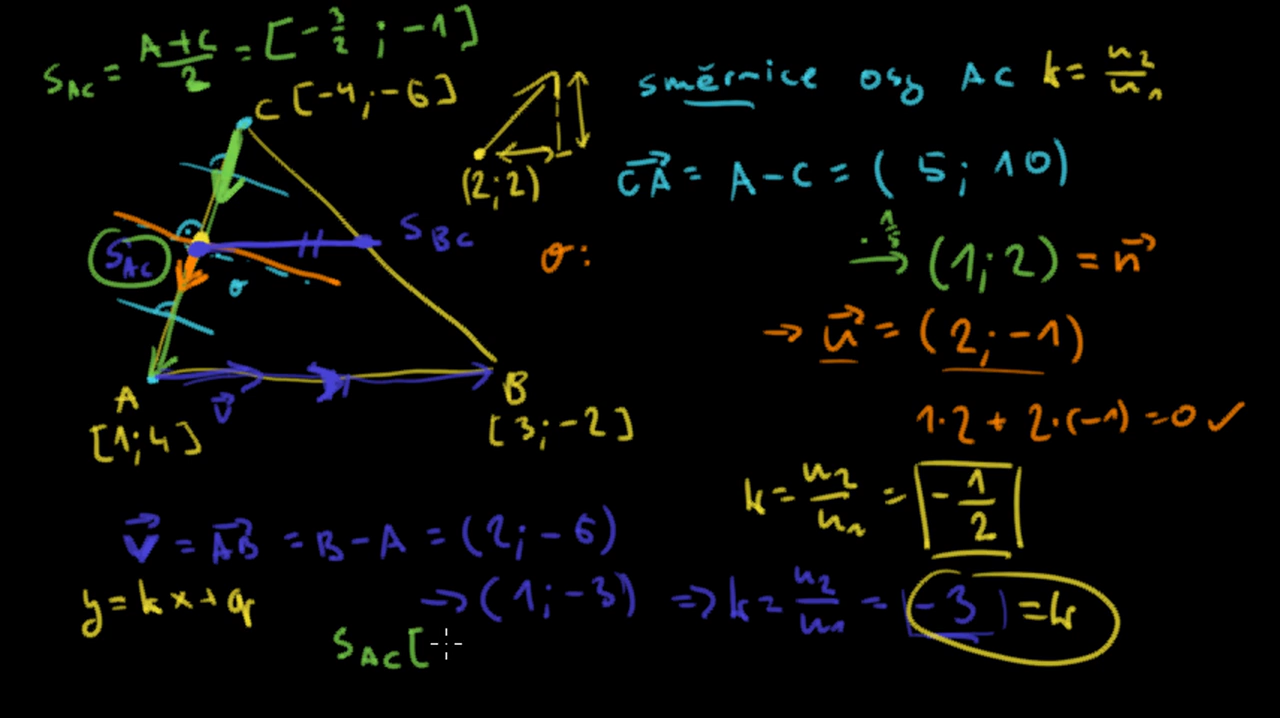 S_AC = A+C/2 = [-3/2 ; -1]
směrnice osy AC k = u2/u1
C [-4;-6]
(2;2)
CA = A-C = ( 5; 10)
S_BC
S_AC
σ
σ:
· 1/5 → (1;2) = n
→ u = (2;-1)
A
B
[1;4]
[3;-2]
v
1·2 + 2·(-1) = 0 ✓
k = u2/u1 = -1/2
v = AB = B-A = (2;-6)
y = kx+q
→ (1;-3) ⇒ k = u2/u1 = -3 = k
S_AC [-